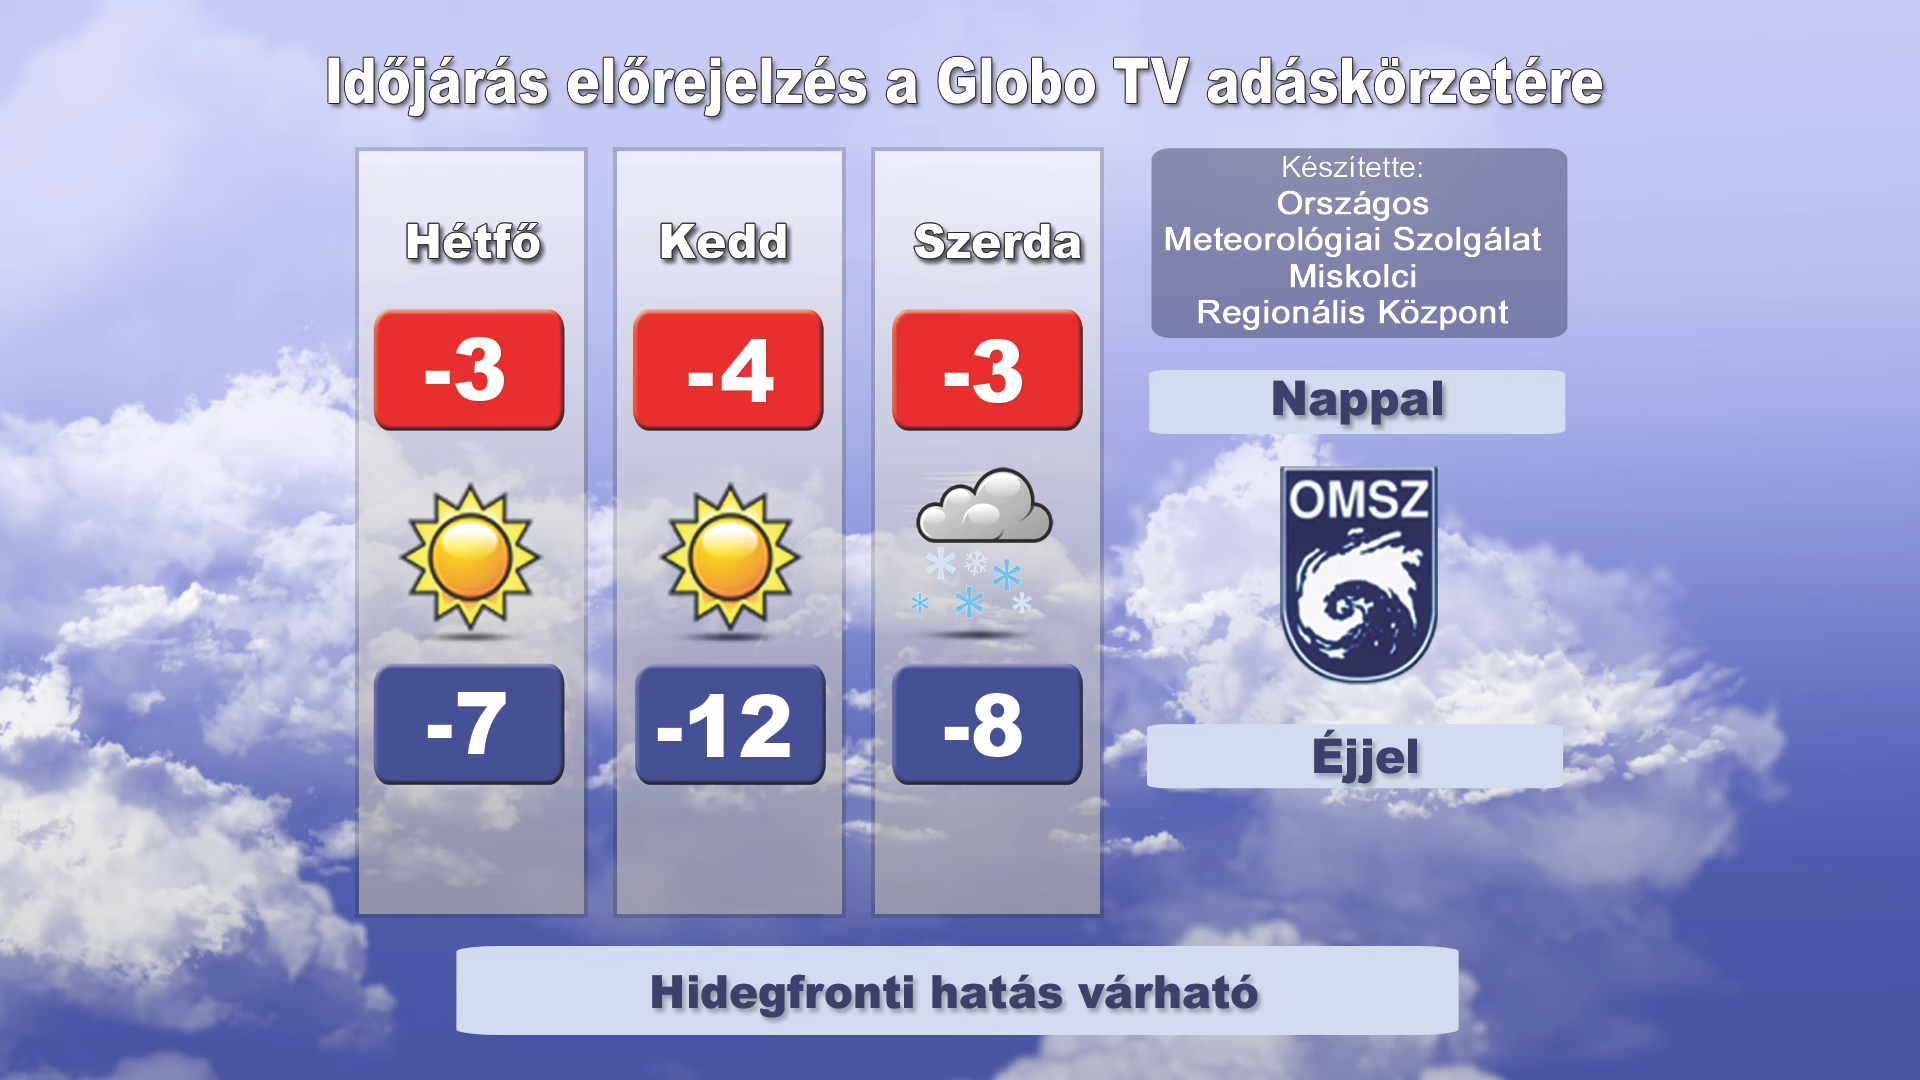 Időjárás előrejelzés a Globo TV adáskörzetére
Hétfő
Kedd
Szerda
-3
-4
-3
-7
-12
-8
Készítette:
Országos
Meteorológiai Szolgálat
Miskolci
Regionális Központ
Nappal
OMSZ
Éjjel
Hidegfronti hatás várható